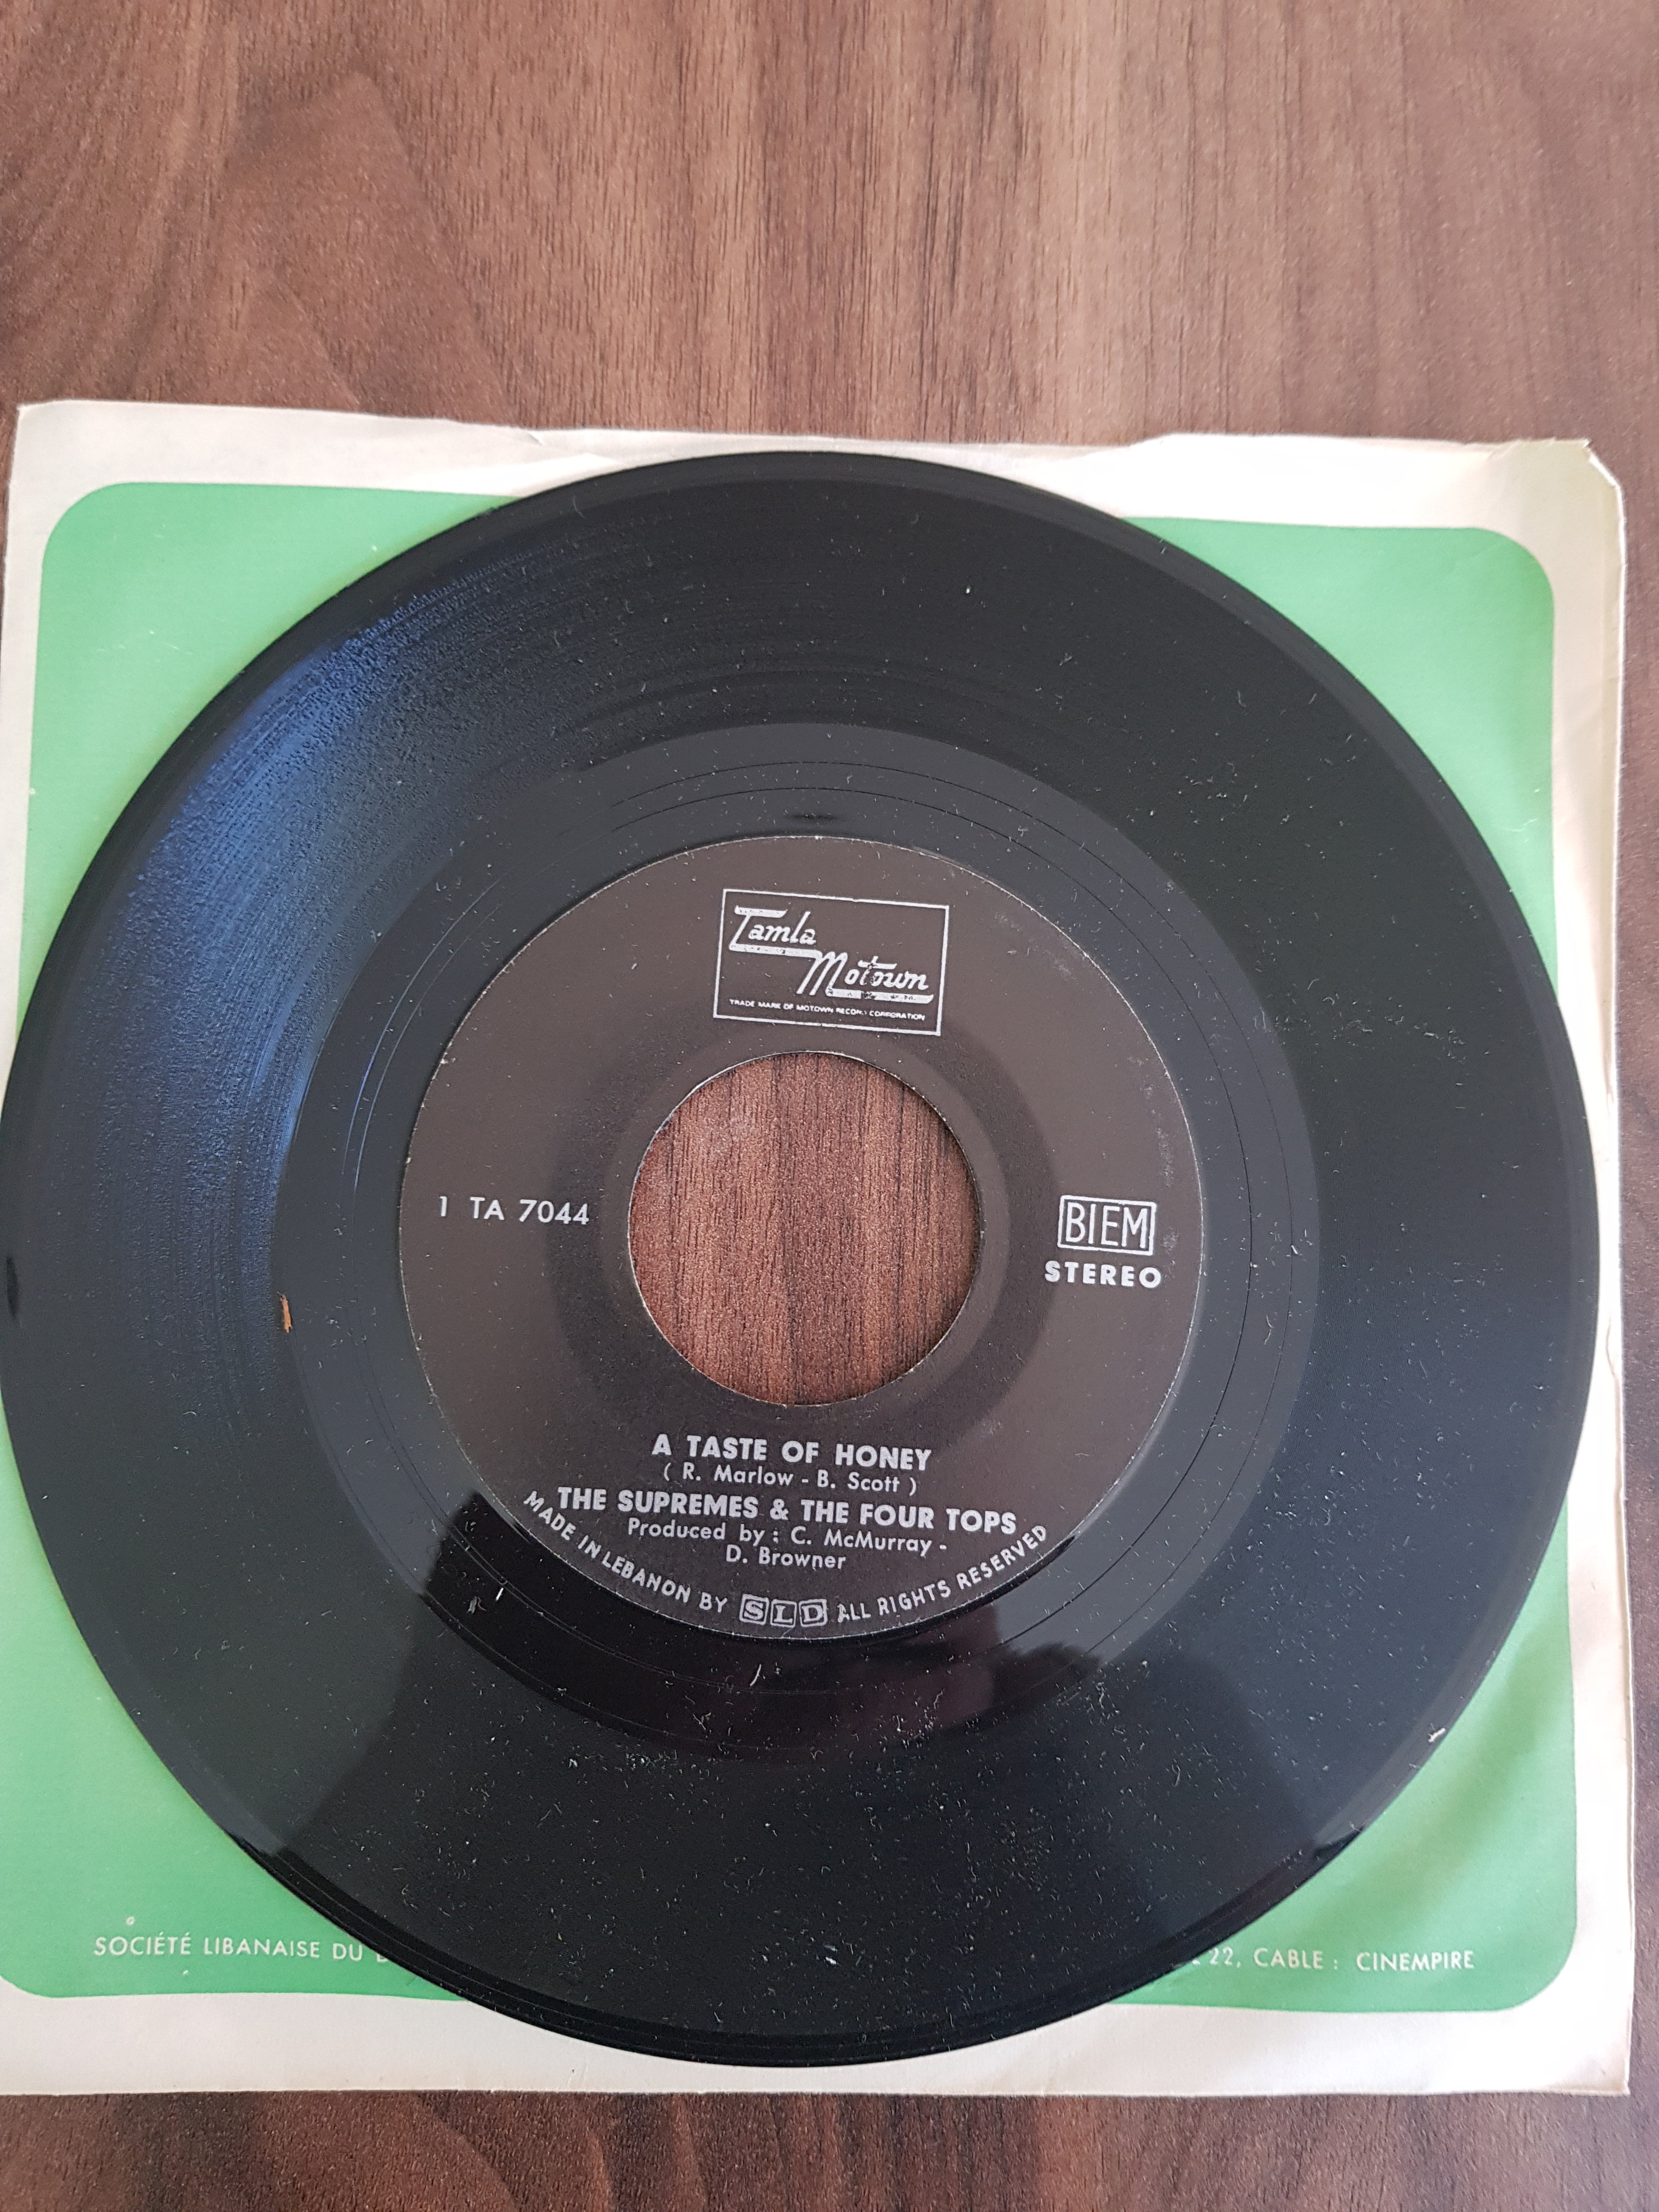 Tamla
Motown
TRADE MARK OF MOTOWN RECORD CORPORATION
1 TA 7044
BIEM
STEREO
A TASTE OF HONEY
( R. Marlow - B. Scott )
THE SUPREMES & THE FOUR TOPS
Produced by : C. McMurray -
D. Browner
MADE IN LEBANON BY SLD ALL RIGHTS RESERVED
SOCIÉTÉ LIBANAISE DU
22, CABLE : CINEMPIRE